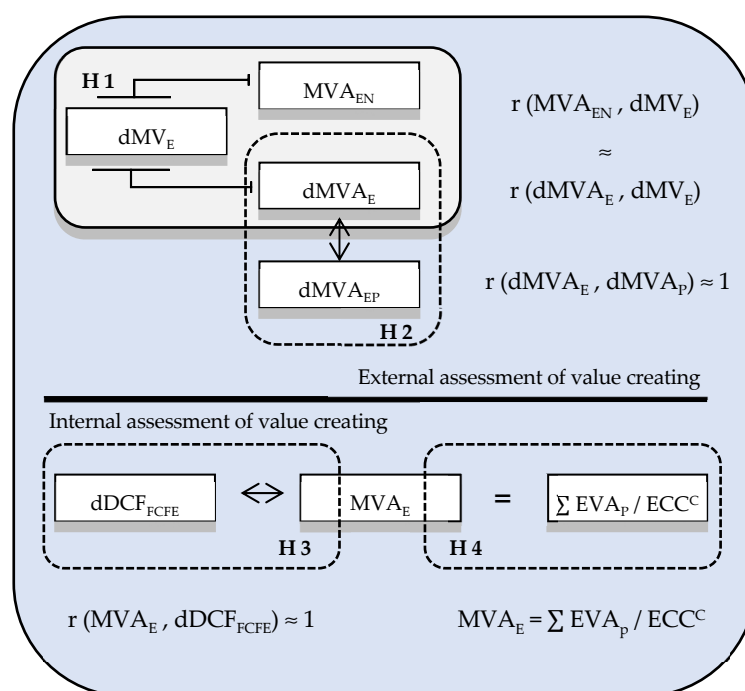 H 1
MVA_EN
dMV_E
r (MVA_EN , dMV_E)
≈
dMVA_E
r (dMVA_E , dMV_E)
dMVA_EP
r (dMVA_E , dMVA_P) ≈ 1
H 2
External assessment of value creating
Internal assessment of value creating
dDCF_FCFE
MVA_E
=
∑ EVA_P / ECC^C
H 3
H 4
r (MVA_E , dDCF_FCFE) ≈ 1
MVA_E = ∑ EVA_p / ECC^C